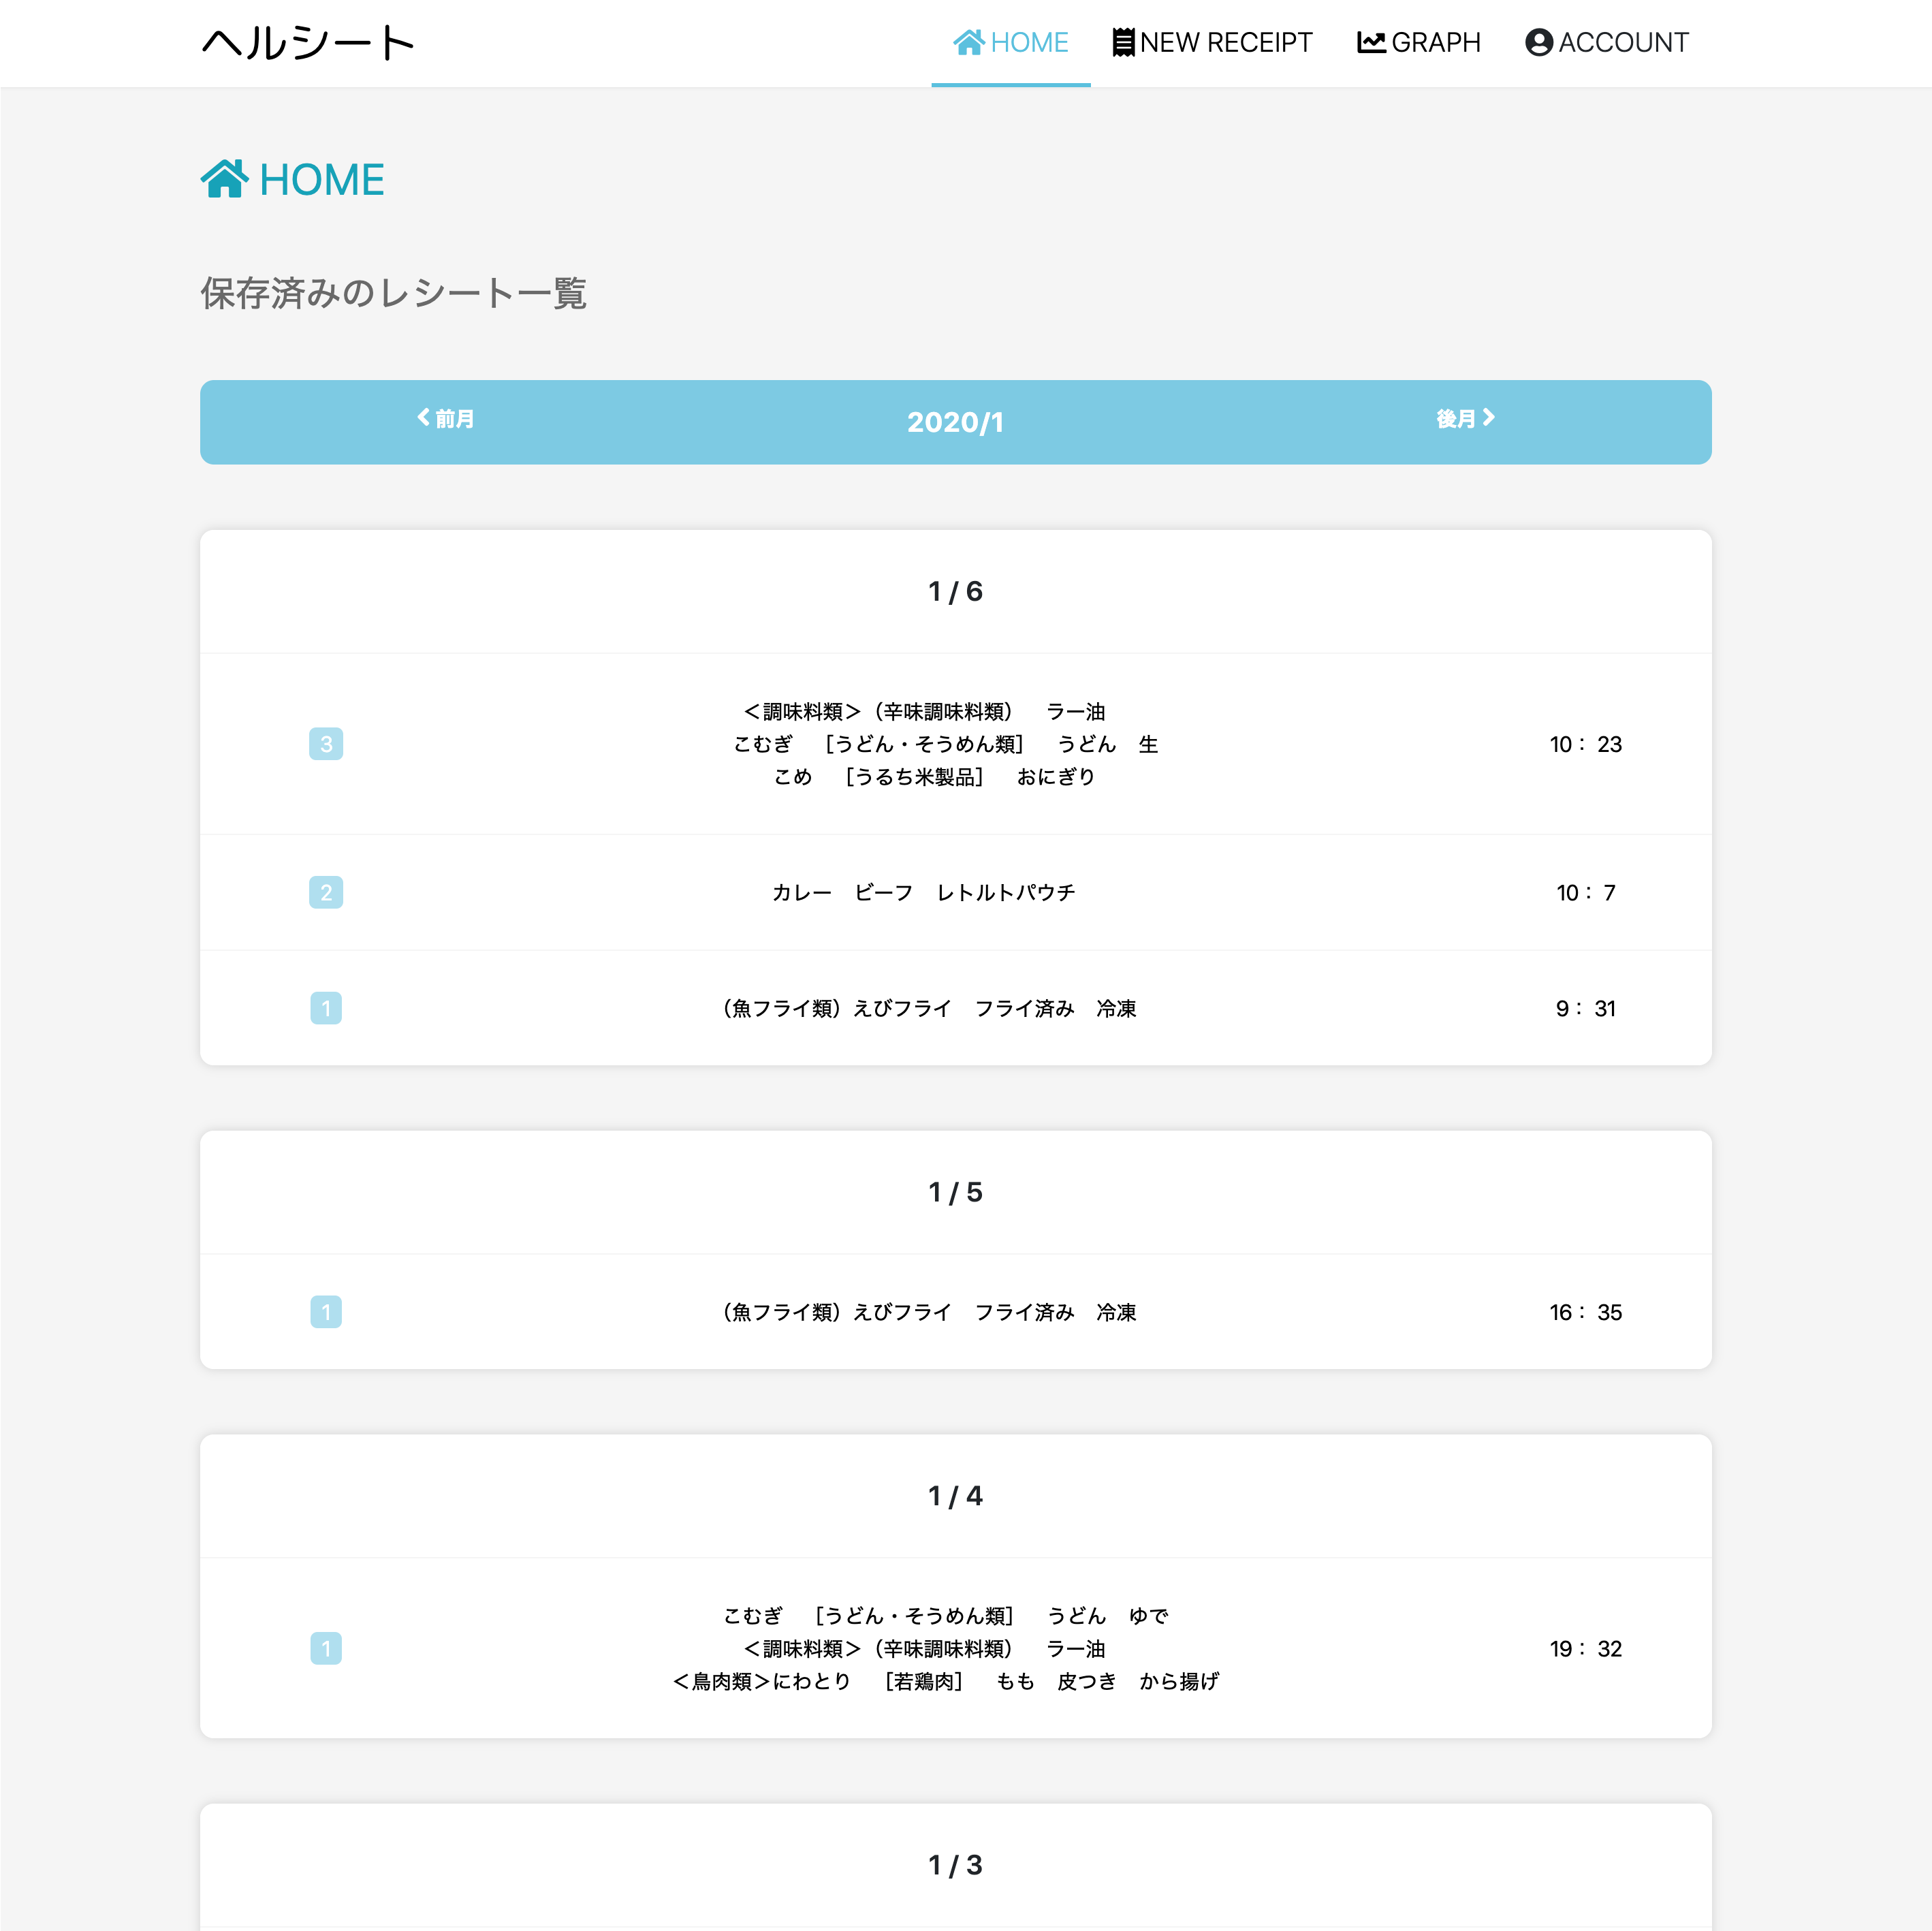 ヘルシート
HOME NEW RECEIPT GRAPH ACCOUNT
HOME
保存済みのレシート一覧
前月 2020/1 後月
1 / 6
3
＜調味料類＞（辛味調味料類）　ラー油
こむぎ　［うどん・そうめん類］　うどん　生
こめ　［うるち米製品］　おにぎり
10： 23
2 カレー　ビーフ　レトルトパウチ 10： 7
1 （魚フライ類）えびフライ　フライ済み　冷凍 9： 31
1 / 5
1 （魚フライ類）えびフライ　フライ済み　冷凍 16： 35
1 / 4
1
こむぎ　［うどん・そうめん類］　うどん　ゆで
＜調味料類＞（辛味調味料類）　ラー油
＜鳥肉類＞にわとり　［若鶏肉］　もも　皮つき　から揚げ
19： 32
1 / 3